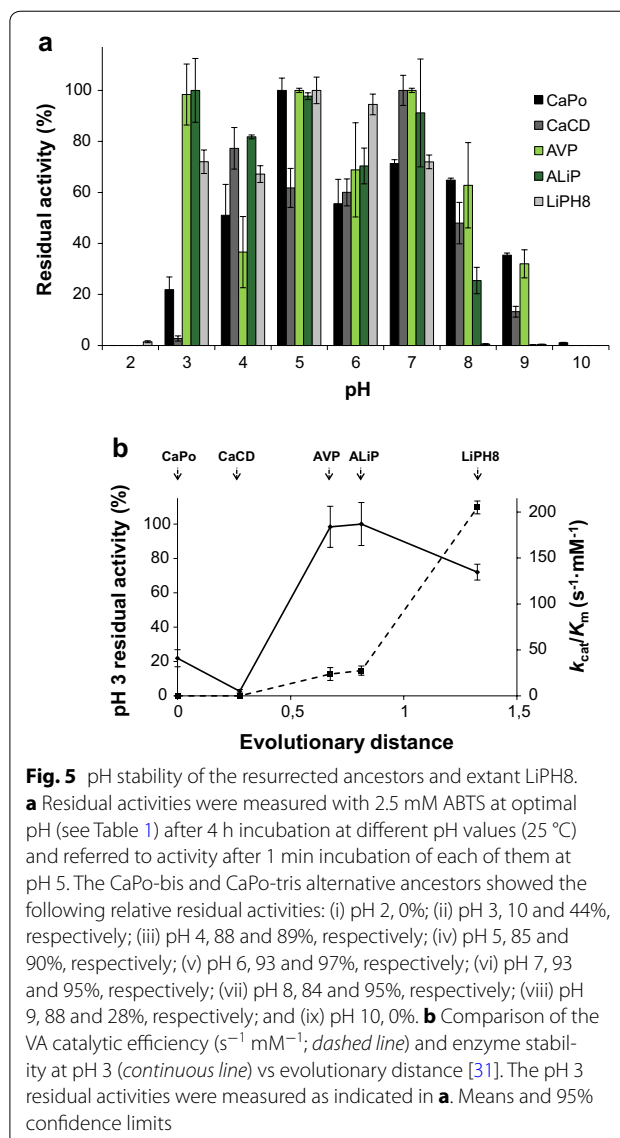 a
Residual activity (%)
100
80
60
40
20
0
2 3 4 5 6 7 8 9 10
pH
CaPo
CaCD
AVP
ALiP
LiPH8
b
CaPo CaCD AVP ALiP LiPH8
pH 3 residual activity (%)
100
80
60
40
20
0
200
150
100
50
0
kcat/Km (s⁻¹·mM⁻¹)
0 0,5 1 1,5
Evolutionary distance
Fig. 5 pH stability of the resurrected ancestors and extant LiPH8.
a Residual activities were measured with 2.5 mM ABTS at optimal
pH (see Table 1) after 4 h incubation at different pH values (25 °C)
and referred to activity after 1 min incubation of each of them at
pH 5. The CaPo-bis and CaPo-tris alternative ancestors showed the
following relative residual activities: (i) pH 2, 0%; (ii) pH 3, 10 and 44%,
respectively; (iii) pH 4, 88 and 89%, respectively; (iv) pH 5, 85 and
90%, respectively; (v) pH 6, 93 and 97%, respectively; (vi) pH 7, 93
and 95%, respectively; (vii) pH 8, 84 and 95%, respectively; (viii) pH
9, 88 and 28%, respectively; and (ix) pH 10, 0%. b Comparison of the
VA catalytic efficiency (s⁻¹ mM⁻¹; dashed line) and enzyme stabil-
ity at pH 3 (continuous line) vs evolutionary distance [31]. The pH 3
residual activities were measured as indicated in a. Means and 95%
confidence limits